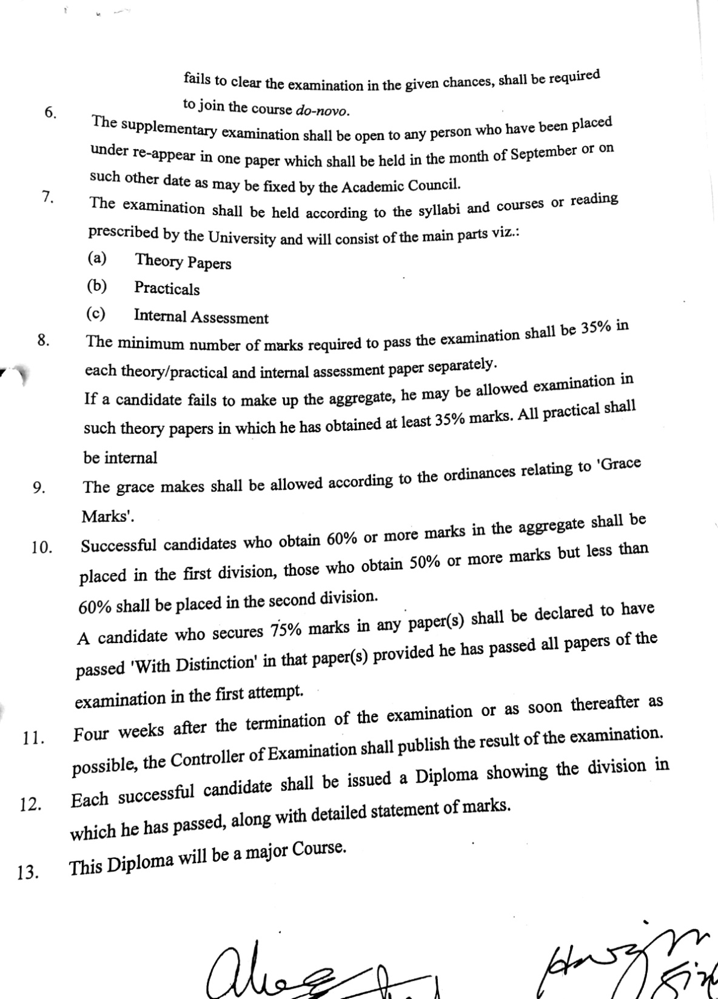 fails to clear the examination in the given chances, shall be required
to join the course do-novo.
6. The supplementary examination shall be open to any person who have been placed
under re-appear in one paper which shall be held in the month of September or on
such other date as may be fixed by the Academic Council.
7. The examination shall be held according to the syllabi and courses or reading
prescribed by the University and will consist of the main parts viz.:
(a) Theory Papers
(b) Practicals
(c) Internal Assessment
8. The minimum number of marks required to pass the examination shall be 35% in
each theory/practical and internal assessment paper separately.
If a candidate fails to make up the aggregate, he may be allowed examination in
such theory papers in which he has obtained at least 35% marks. All practical shall
be internal
9. The grace makes shall be allowed according to the ordinances relating to 'Grace
Marks'.
10. Successful candidates who obtain 60% or more marks in the aggregate shall be
placed in the first division, those who obtain 50% or more marks but less than
60% shall be placed in the second division.
A candidate who secures 75% marks in any paper(s) shall be declared to have
passed 'With Distinction' in that paper(s) provided he has passed all papers of the
examination in the first attempt.
11. Four weeks after the termination of the examination or as soon thereafter as
possible, the Controller of Examination shall publish the result of the examination.
12. Each successful candidate shall be issued a Diploma showing the division in
which he has passed, along with detailed statement of marks.
13. This Diploma will be a major Course.